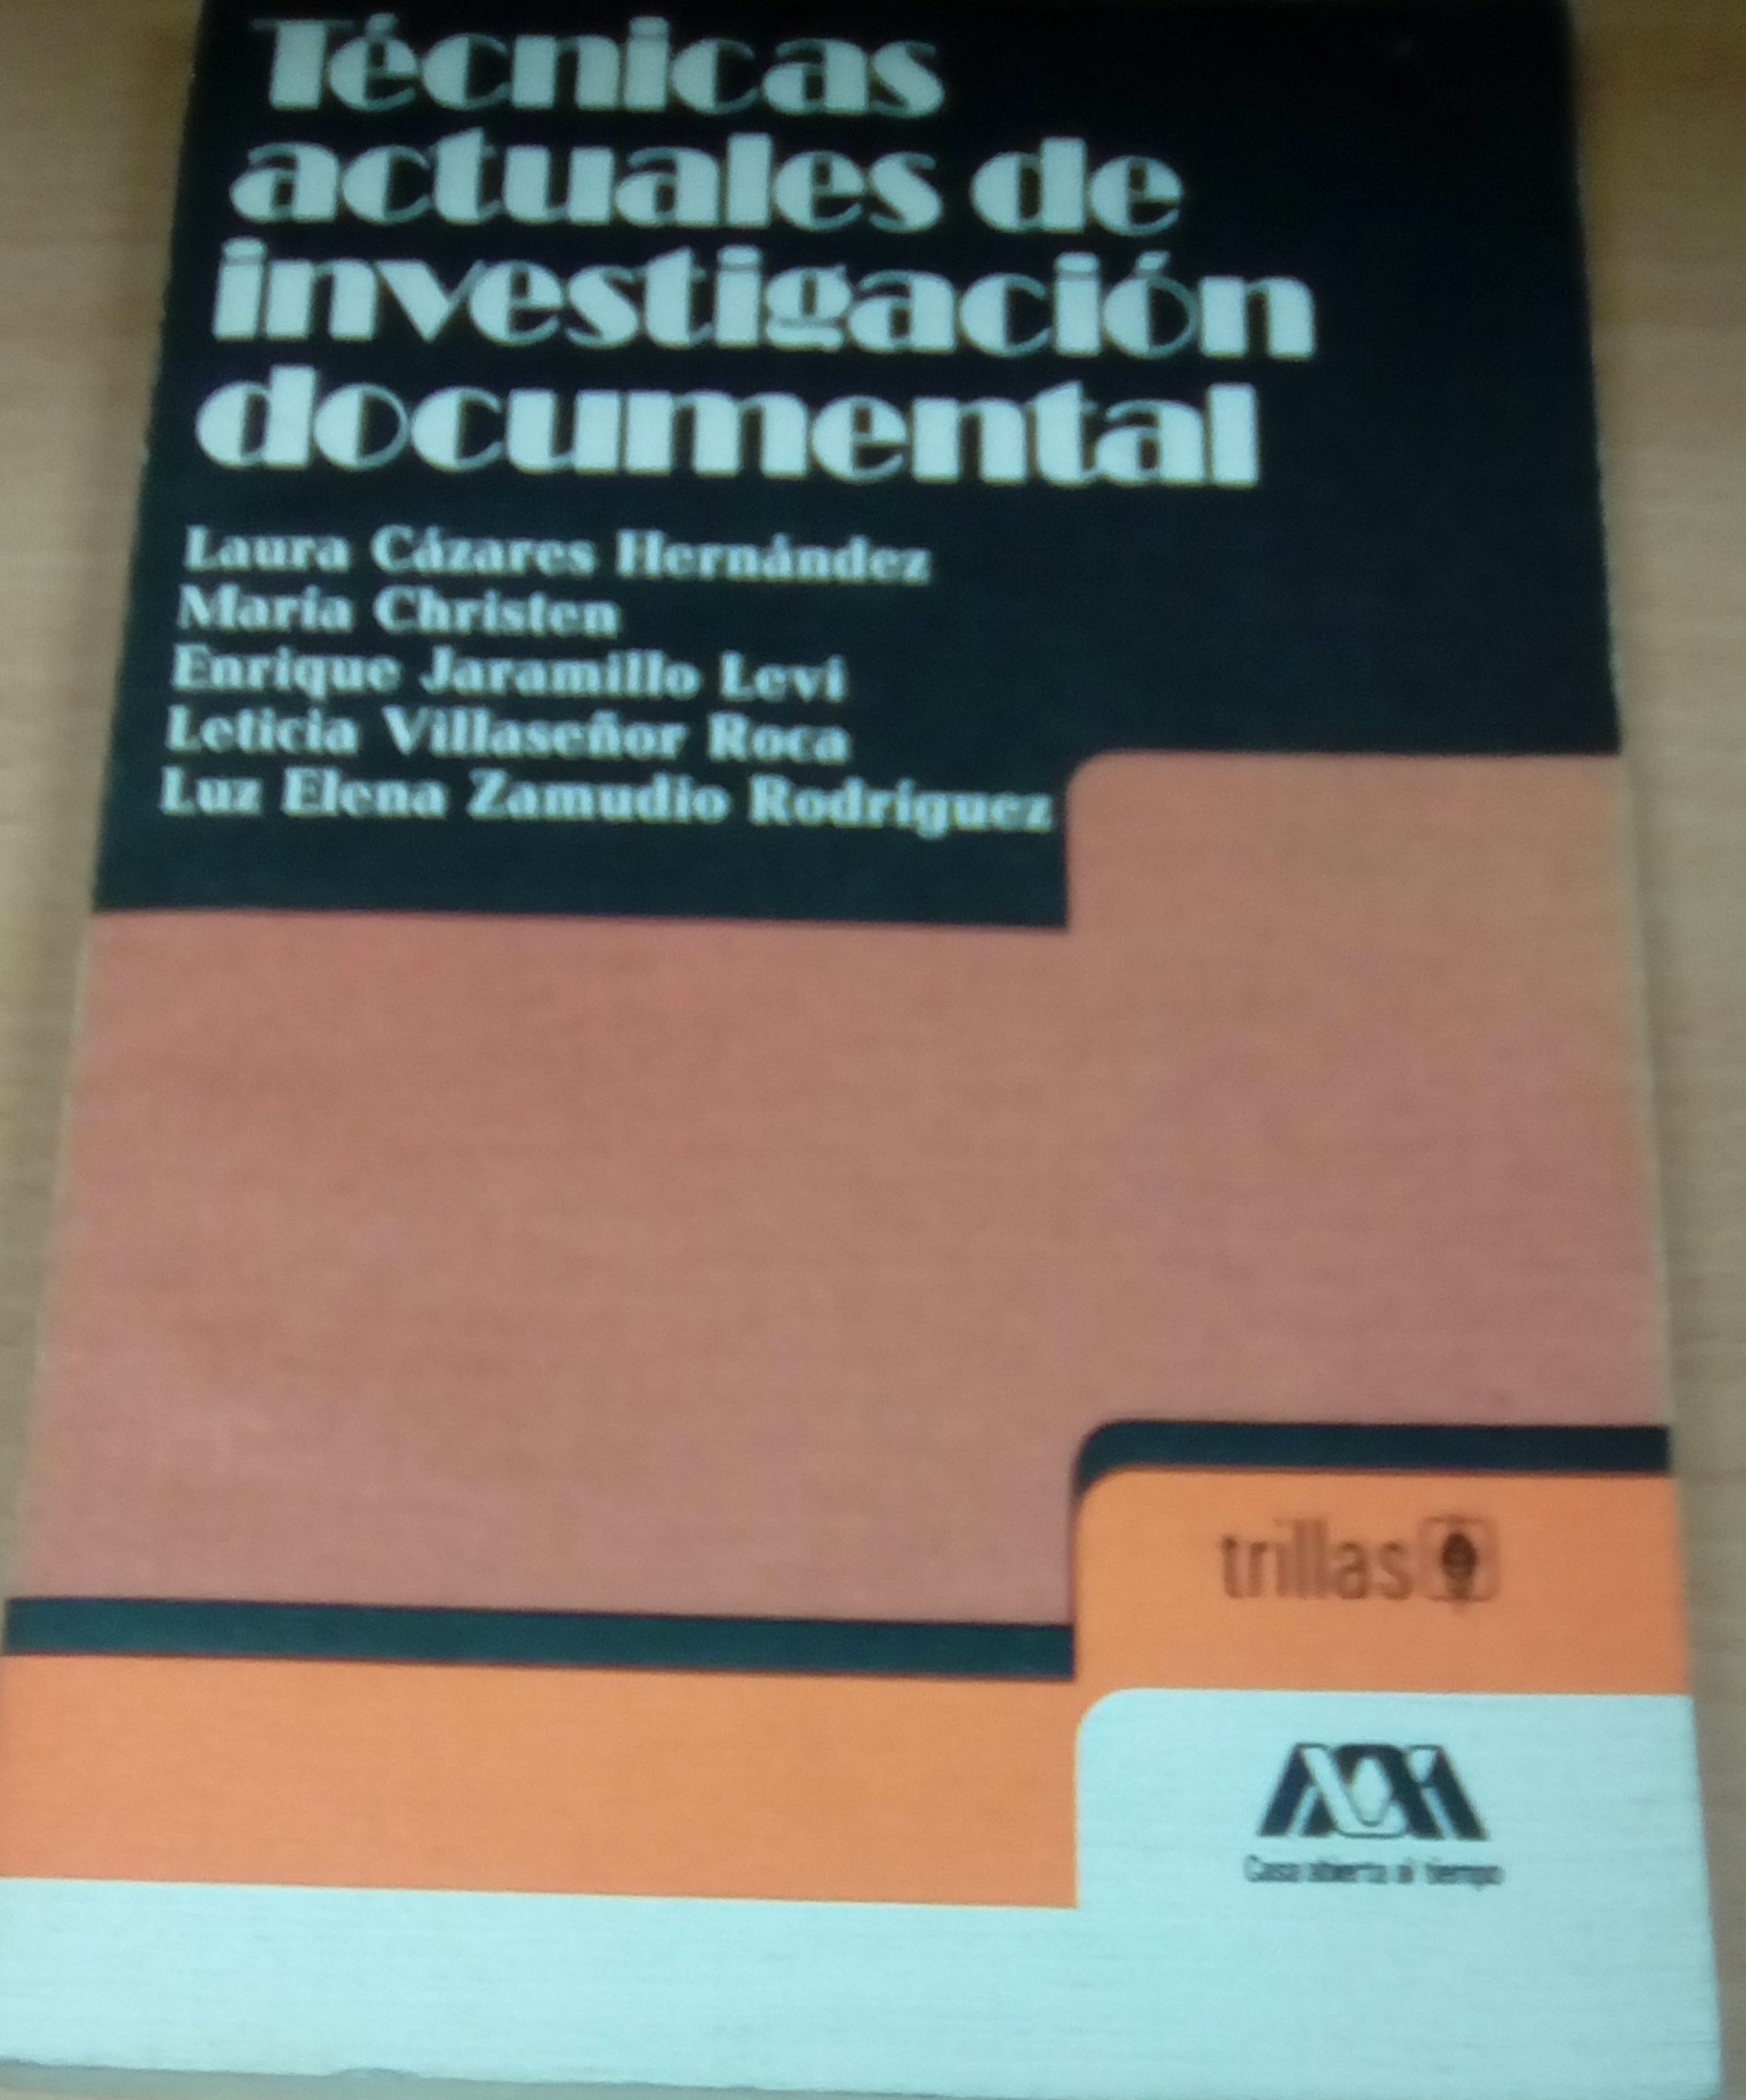 Técnicas
actuales de
investigación
documental
Laura Cázares Hernández
María Christen
Enrique Jaramillo Levi
Leticia Villaseñor Roca
Luz Elena Zamudio Rodríguez
trillas
Casa abierta al tiempo